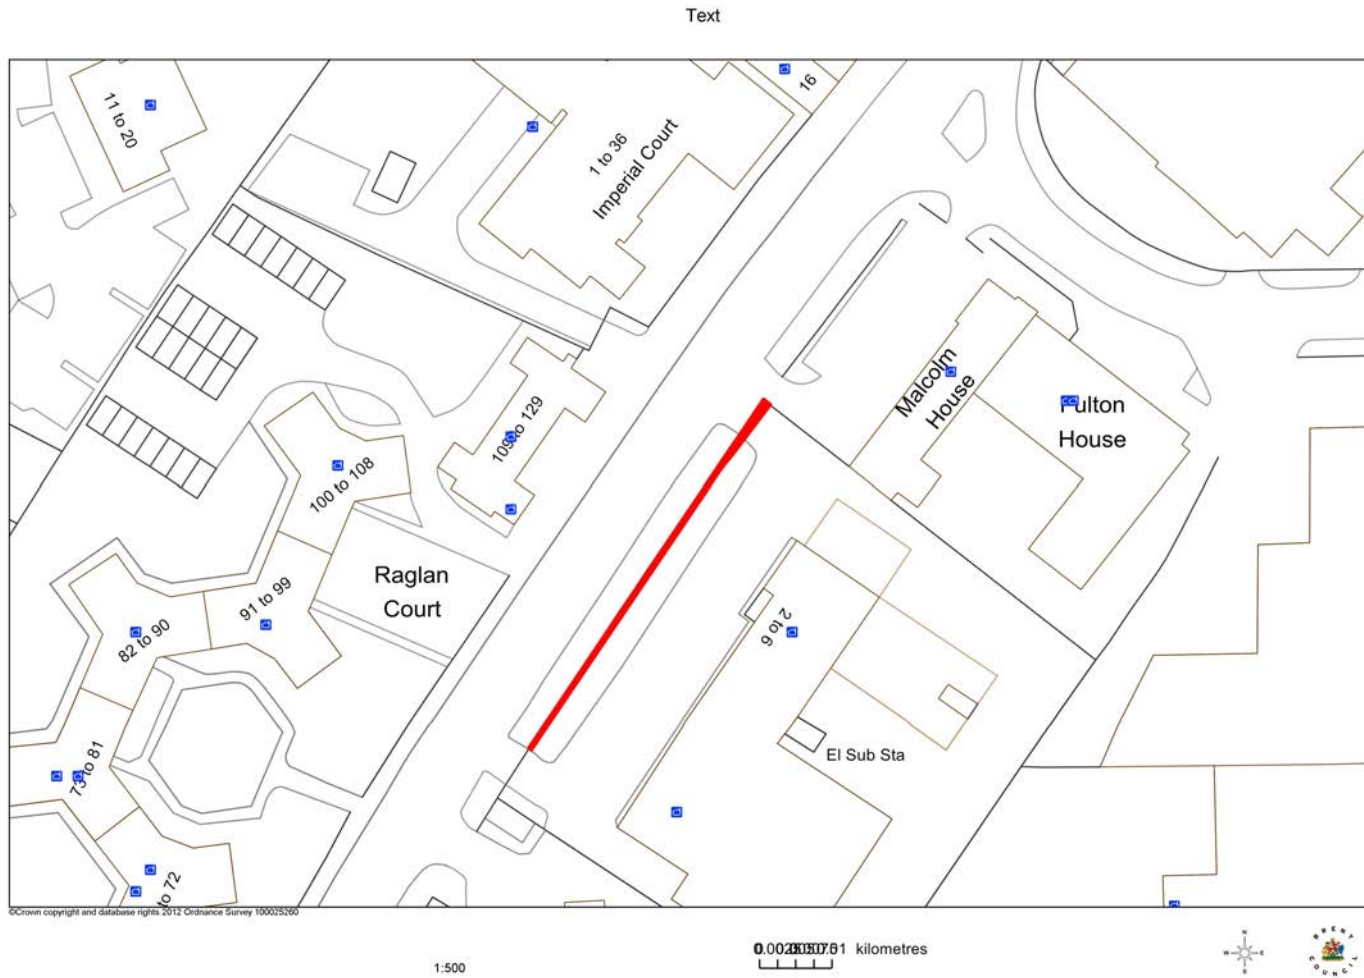 Text
11 to 20
16
1 to 36
Imperial Court
Malcolm
House
Fulton
House
109 to 129
100 to 108
Raglan
Court
91 to 99
82 to 90
2 to 6
El Sub Sta
73 to 81
to 72
©Crown copyright and database rights 2012 Ordnance Survey 100025260
kilometres
1:500
N
W
E
S
BRENT
COUNCIL